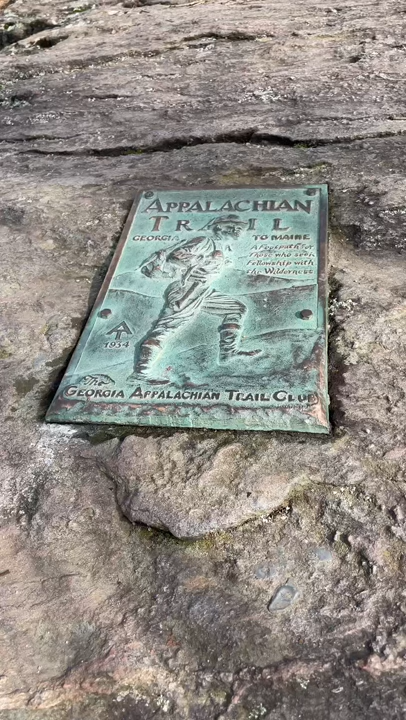 APPALACHIAN
TRAIL
GEORGIA TO MAINE
A Footpath for
Those who seek
Fellowship with
the Wilderness
AT
1934
The
GEORGIA APPALACHIAN TRAIL CLUB